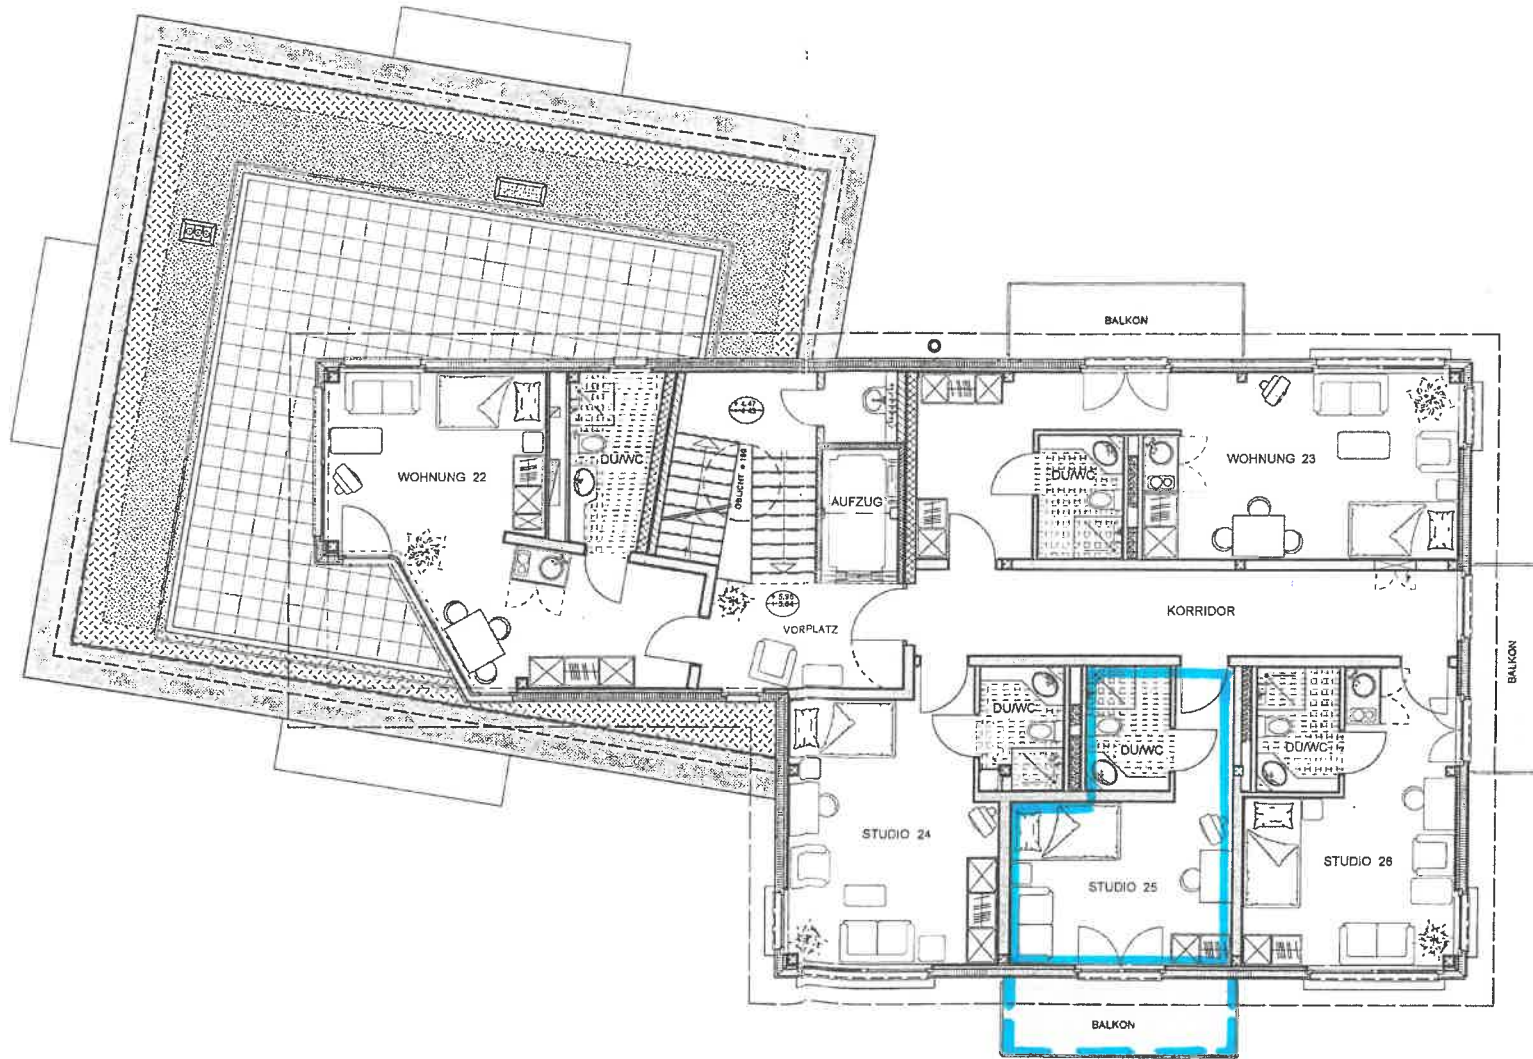 BALKON
WOHNUNG 22
DU/WC
OBLICHT
AUFZUG
DU/WC
WOHNUNG 23
KORRIDOR
VORPLATZ
BALKON
DU/WC
DU/WC
DU/WC
STUDIO 24
STUDIO 25
STUDIO 26
BALKON